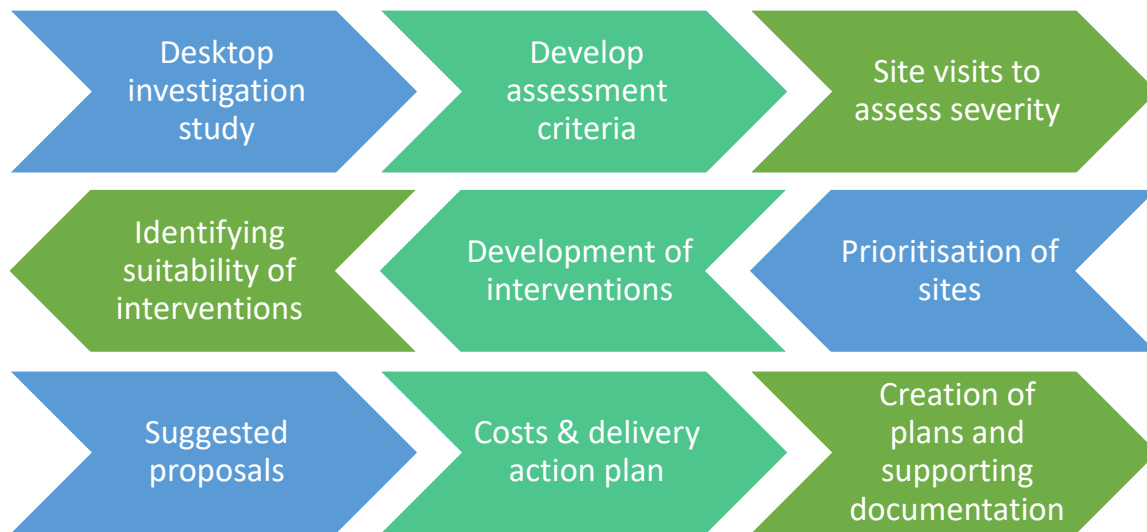 Desktop
investigation
study
Develop
assessment
criteria
Site visits to
assess severity
Prioritisation of
sites
Development of
interventions
Identifying
suitability of
interventions
Suggested
proposals
Costs & delivery
action plan
Creation of
plans and
supporting
documentation